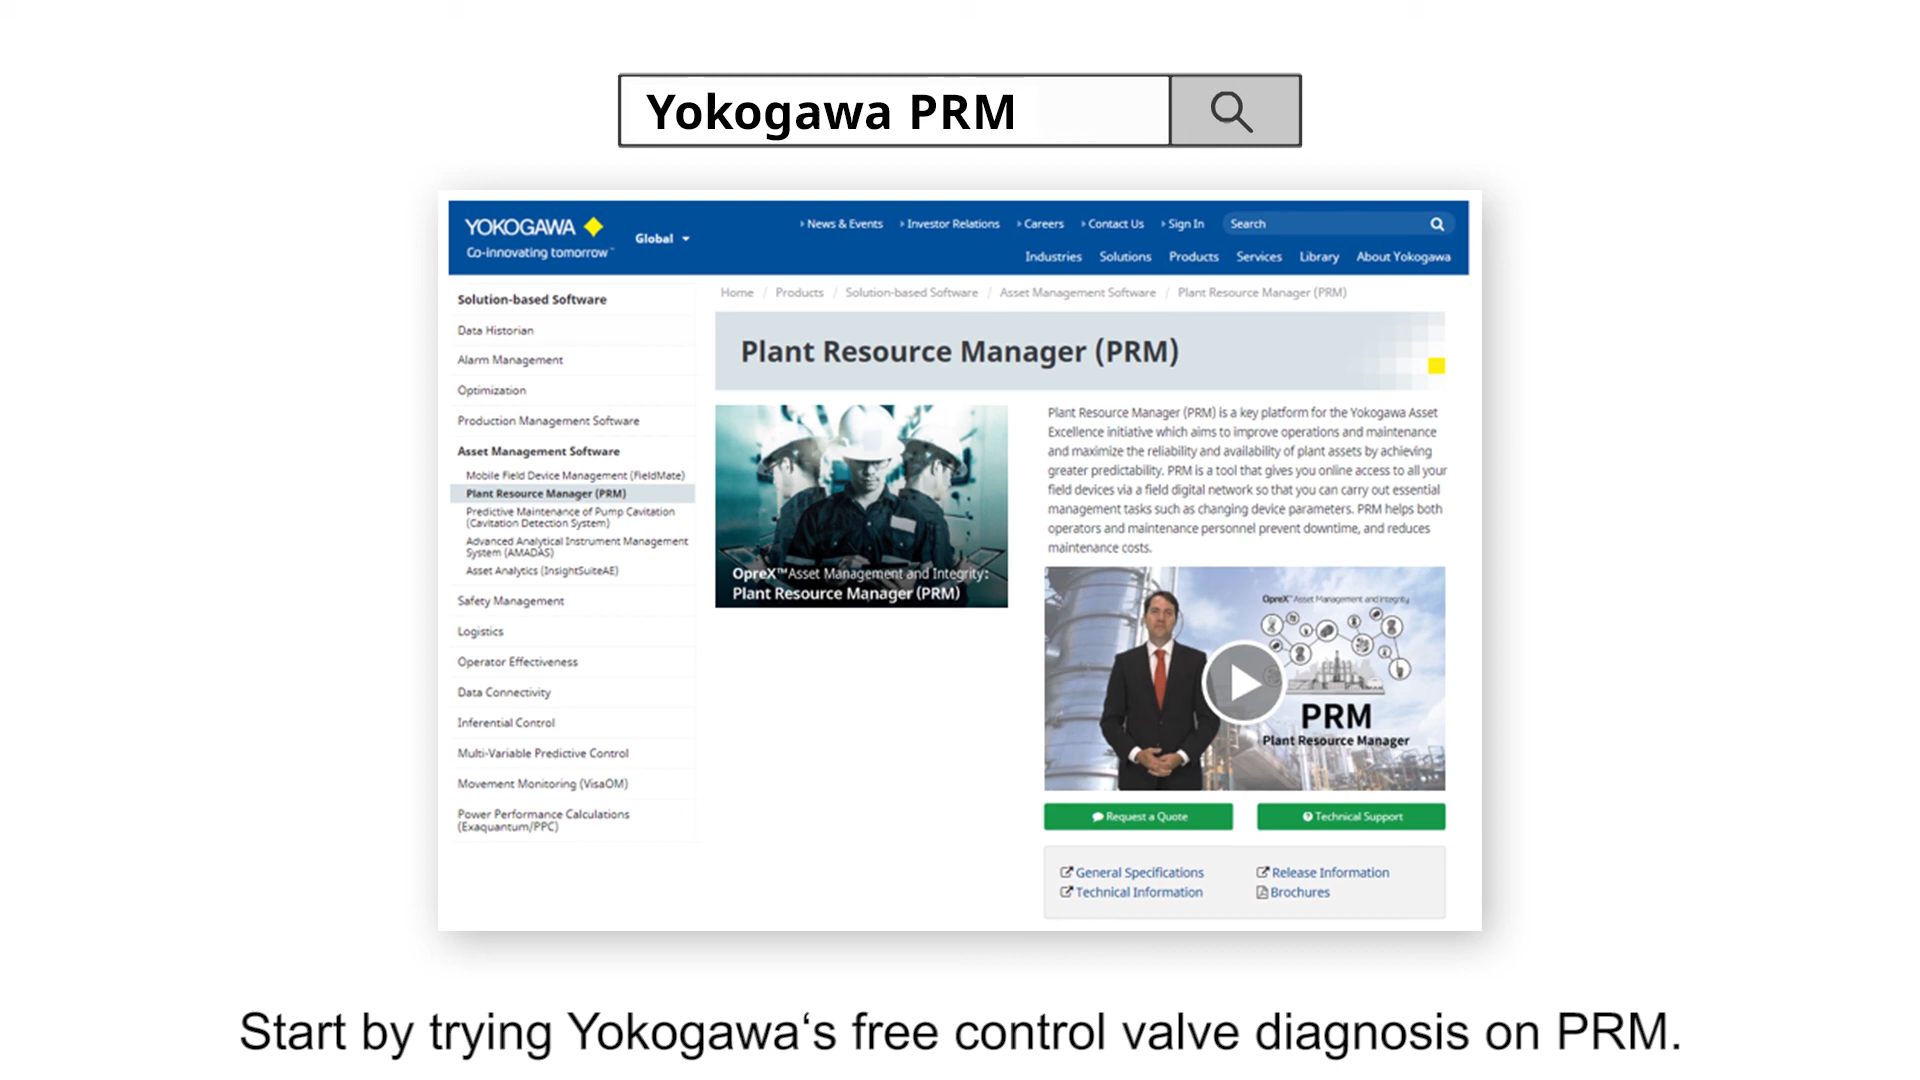 Yokogawa PRM
YOKOGAWA
Co-innovating tomorrow™
Global
News & Events
Investor Relations
Careers
Contact Us
Sign In
Search
Industries
Solutions
Products
Services
Library
About Yokogawa
Solution-based Software
Data Historian
Alarm Management
Optimization
Production Management Software
Asset Management Software
Mobile Field Device Management (FieldMate)
Plant Resource Manager (PRM)
Predictive Maintenance of Pump Cavitation
(Cavitation Detection System)
Advanced Analytical Instrument Management
System (AMADAS)
Asset Analytics (InsightSuiteAE)
Safety Management
Logistics
Operator Effectiveness
Data Connectivity
Inferential Control
Multi-Variable Predictive Control
Movement Monitoring (VisaOM)
Power Performance Calculations
(Exaquantum/PPC)
Home / Products / Solution-based Software / Asset Management Software / Plant Resource Manager (PRM)
Plant Resource Manager (PRM)
OpreX™Asset Management and Integrity:
Plant Resource Manager (PRM)
Plant Resource Manager (PRM) is a key platform for the Yokogawa Asset
Excellence initiative which aims to improve operations and maintenance
and maximize the reliability and availability of plant assets by achieving
greater predictability. PRM is a tool that gives you online access to all your
field devices via a field digital network so that you can carry out essential
management tasks such as changing device parameters. PRM helps both
operators and maintenance personnel prevent downtime, and reduces
maintenance costs.
OpreX™ Asset Management and Integrity
PRM
Plant Resource Manager
Request a Quote
Technical Support
General Specifications
Release Information
Technical Information
Brochures
Start by trying Yokogawa‘s free control valve diagnosis on PRM.